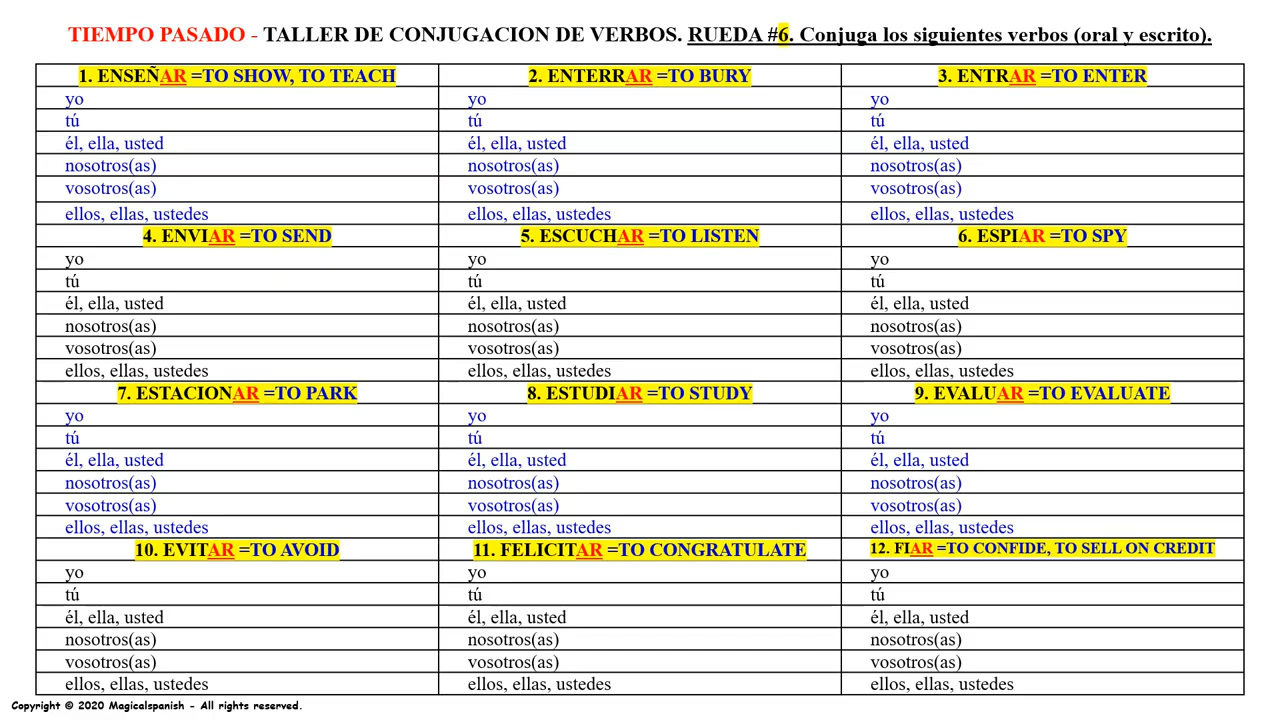 TIEMPO PASADO - TALLER DE CONJUGACION DE VERBOS. RUEDA #6. Conjuga los siguientes verbos (oral y escrito).
1. ENSEÑAR =TO SHOW, TO TEACH 2. ENTERRAR =TO BURY 3. ENTRAR =TO ENTER
yo yo yo
tú tú tú
él, ella, usted él, ella, usted él, ella, usted
nosotros(as) nosotros(as) nosotros(as)
vosotros(as) vosotros(as) vosotros(as)
ellos, ellas, ustedes ellos, ellas, ustedes ellos, ellas, ustedes
4. ENVIAR =TO SEND 5. ESCUCHAR =TO LISTEN 6. ESPIAR =TO SPY
yo yo yo
tú tú tú
él, ella, usted él, ella, usted él, ella, usted
nosotros(as) nosotros(as) nosotros(as)
vosotros(as) vosotros(as) vosotros(as)
ellos, ellas, ustedes ellos, ellas, ustedes ellos, ellas, ustedes
7. ESTACIONAR =TO PARK 8. ESTUDIAR =TO STUDY 9. EVALUAR =TO EVALUATE
yo yo yo
tú tú tú
él, ella, usted él, ella, usted él, ella, usted
nosotros(as) nosotros(as) nosotros(as)
vosotros(as) vosotros(as) vosotros(as)
ellos, ellas, ustedes ellos, ellas, ustedes ellos, ellas, ustedes
10. EVITAR =TO AVOID 11. FELICITAR =TO CONGRATULATE 12. FIAR =TO CONFIDE, TO SELL ON CREDIT
yo yo yo
tú tú tú
él, ella, usted él, ella, usted él, ella, usted
nosotros(as) nosotros(as) nosotros(as)
vosotros(as) vosotros(as) vosotros(as)
ellos, ellas, ustedes ellos, ellas, ustedes ellos, ellas, ustedes
Copyright © 2020 Magicalspanish - All rights reserved.